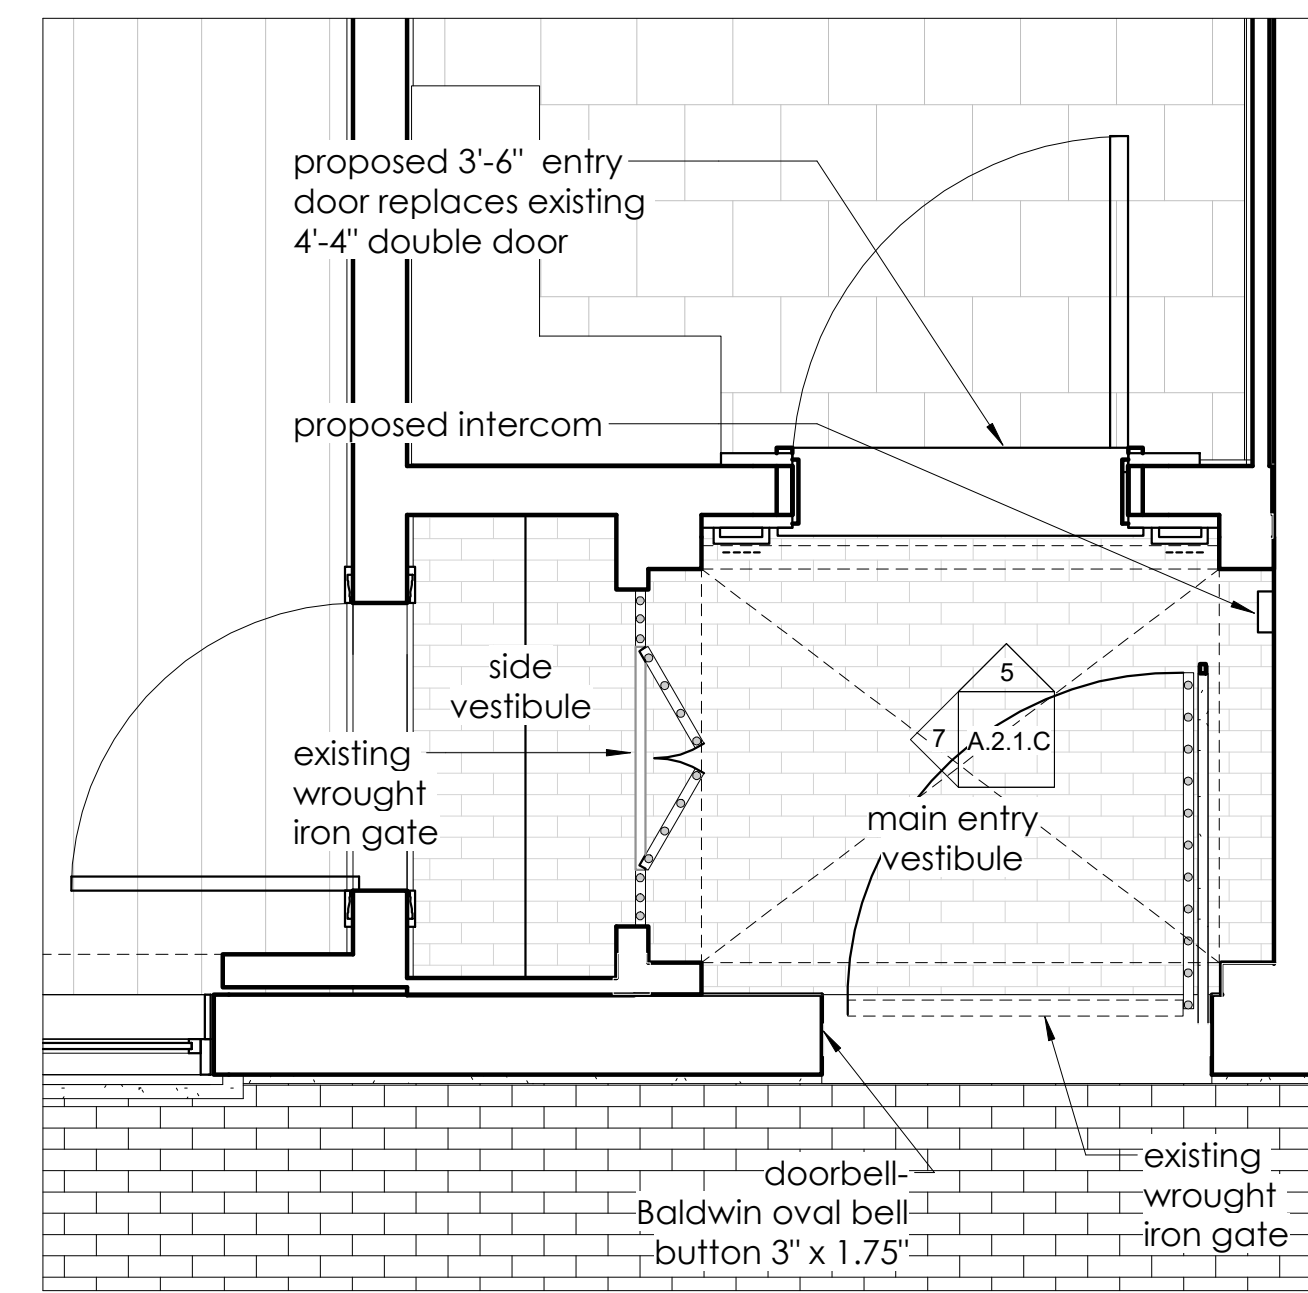 proposed 3'-6" entry
door replaces existing
4'-4" double door
proposed intercom
side
vestibule
existing
wrought
iron gate
5
7
A.2.1.C
main entry
vestibule
doorbell-
Baldwin oval bell
button 3" x 1.75"
existing
wrought
iron gate